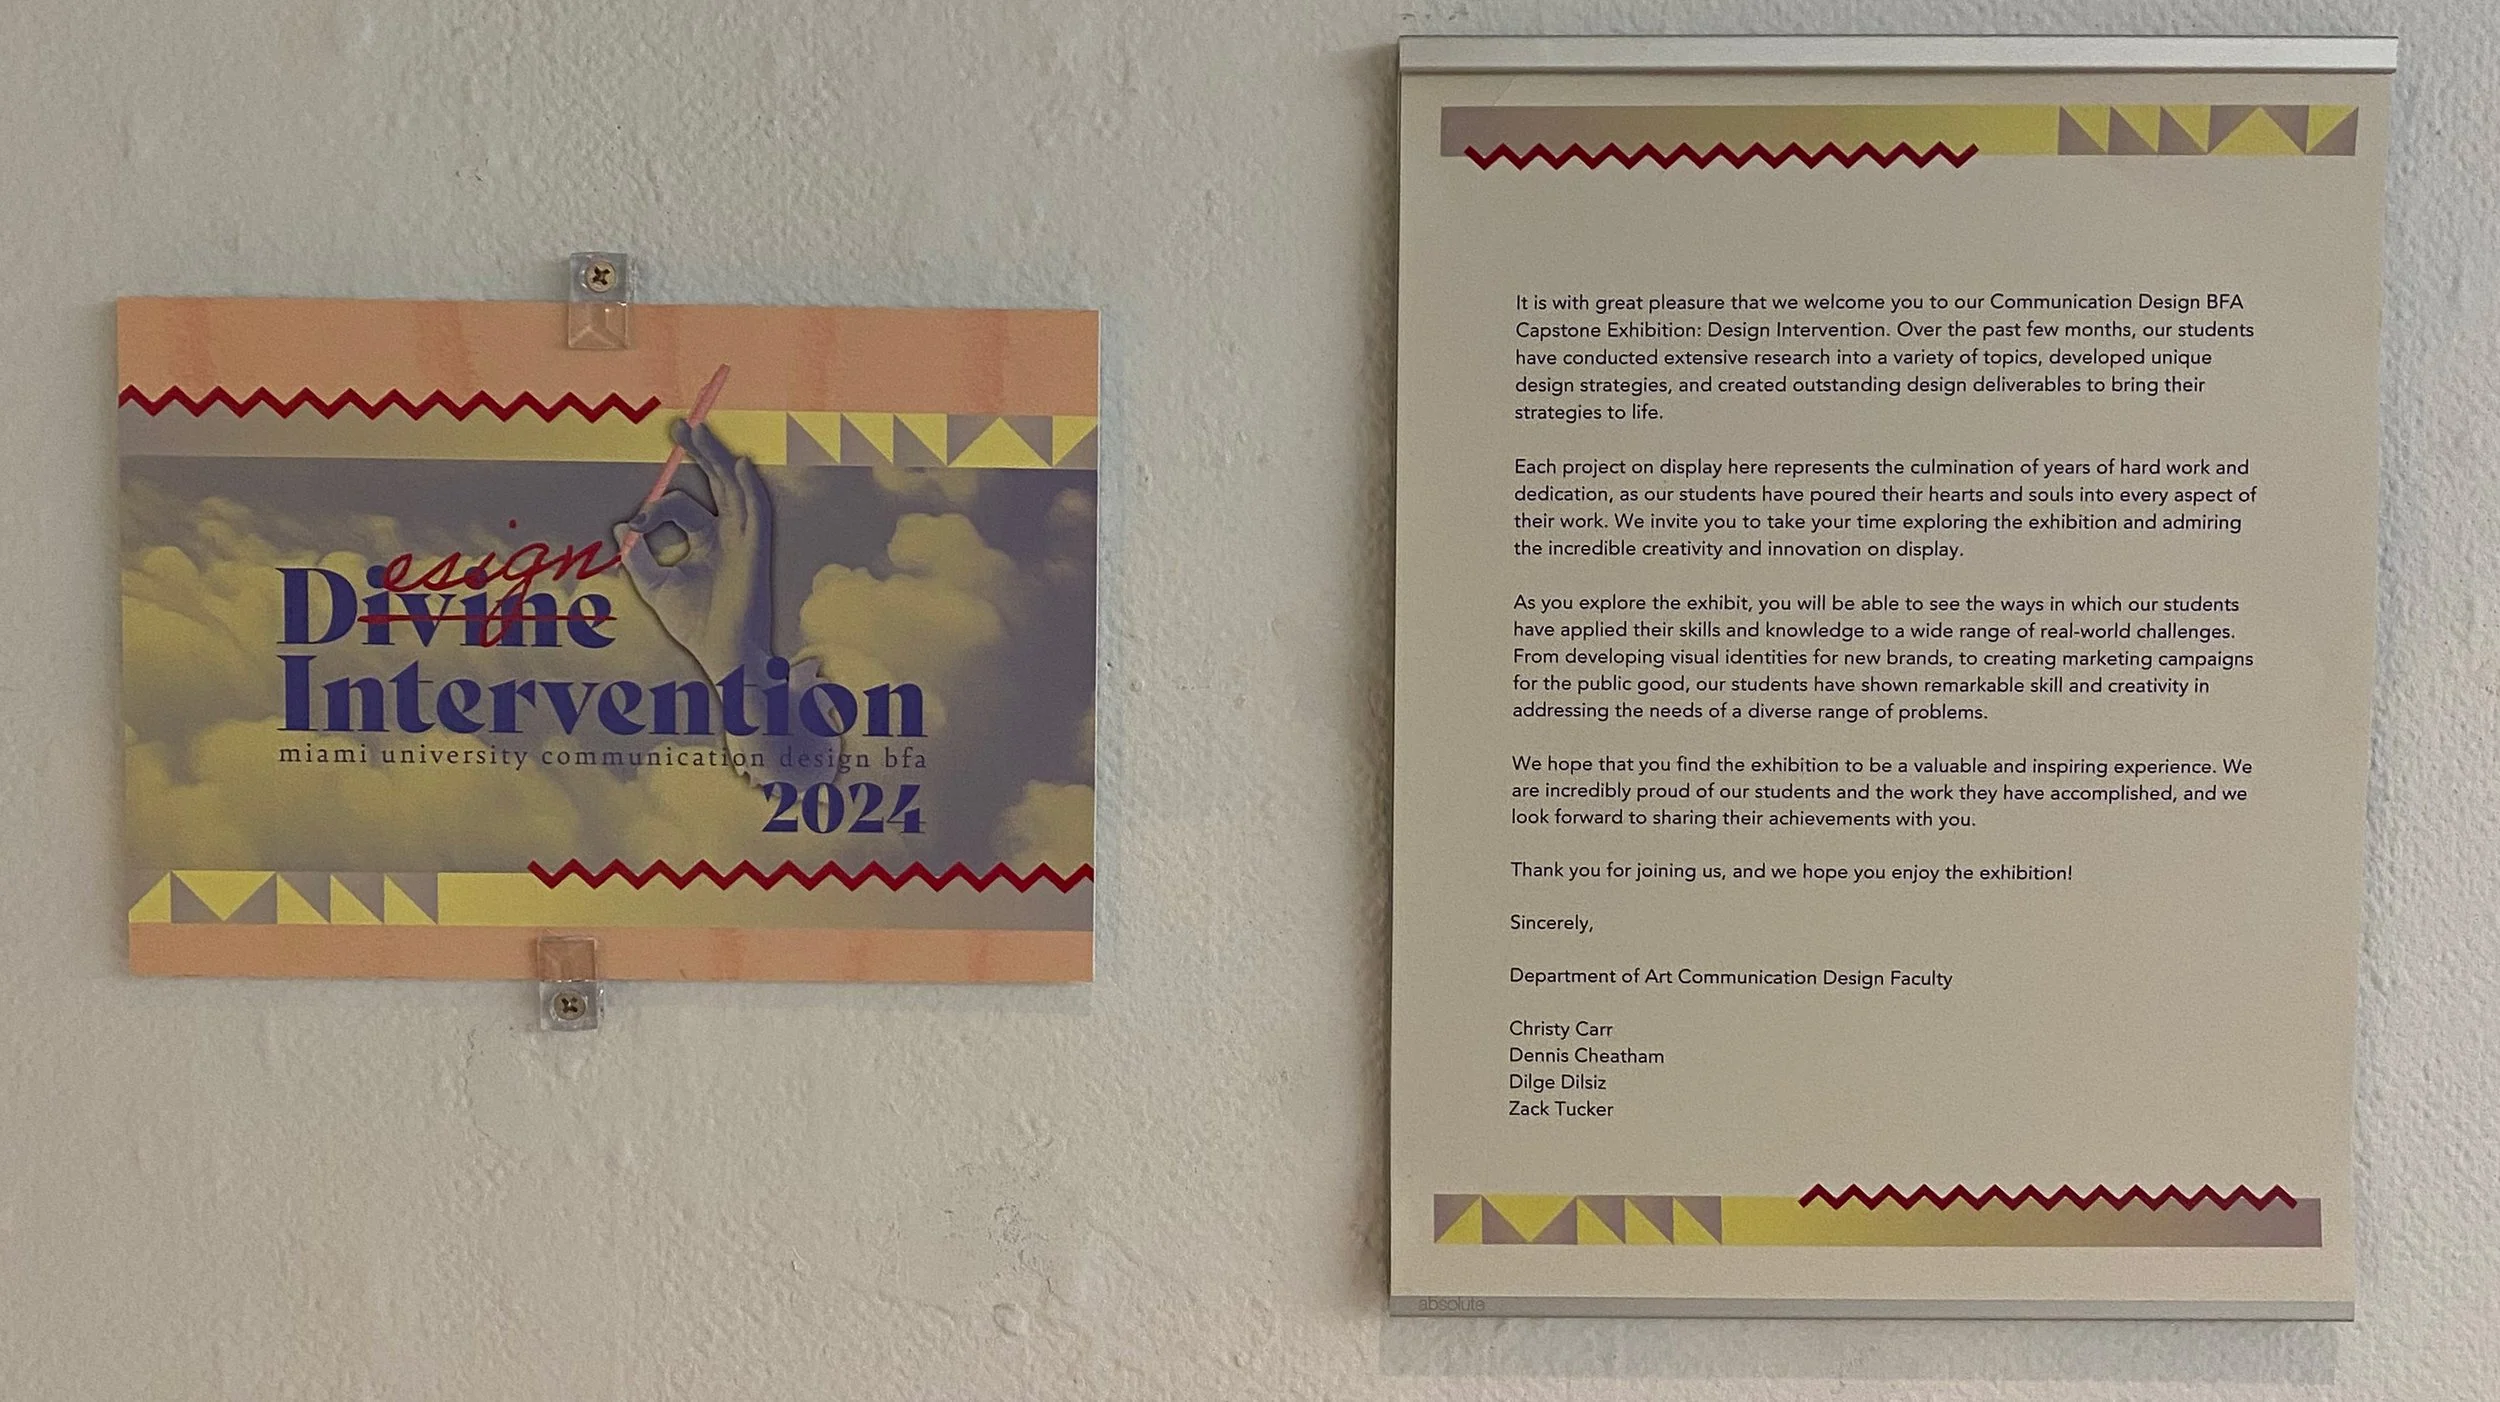 esign
Divine
Intervention
miami university communication design bfa
2024
It is with great pleasure that we welcome you to our Communication Design BFA
Capstone Exhibition: Design Intervention. Over the past few months, our students
have conducted extensive research into a variety of topics, developed unique
design strategies, and created outstanding design deliverables to bring their
strategies to life.
Each project on display here represents the culmination of years of hard work and
dedication, as our students have poured their hearts and souls into every aspect of
their work. We invite you to take your time exploring the exhibition and admiring
the incredible creativity and innovation on display.
As you explore the exhibit, you will be able to see the ways in which our students
have applied their skills and knowledge to a wide range of real-world challenges.
From developing visual identities for new brands, to creating marketing campaigns
for the public good, our students have shown remarkable skill and creativity in
addressing the needs of a diverse range of problems.
We hope that you find the exhibition to be a valuable and inspiring experience. We
are incredibly proud of our students and the work they have accomplished, and we
look forward to sharing their achievements with you.
Thank you for joining us, and we hope you enjoy the exhibition!
Sincerely,
Department of Art Communication Design Faculty
Christy Carr
Dennis Cheatham
Dilge Dilsiz
Zack Tucker
absolute